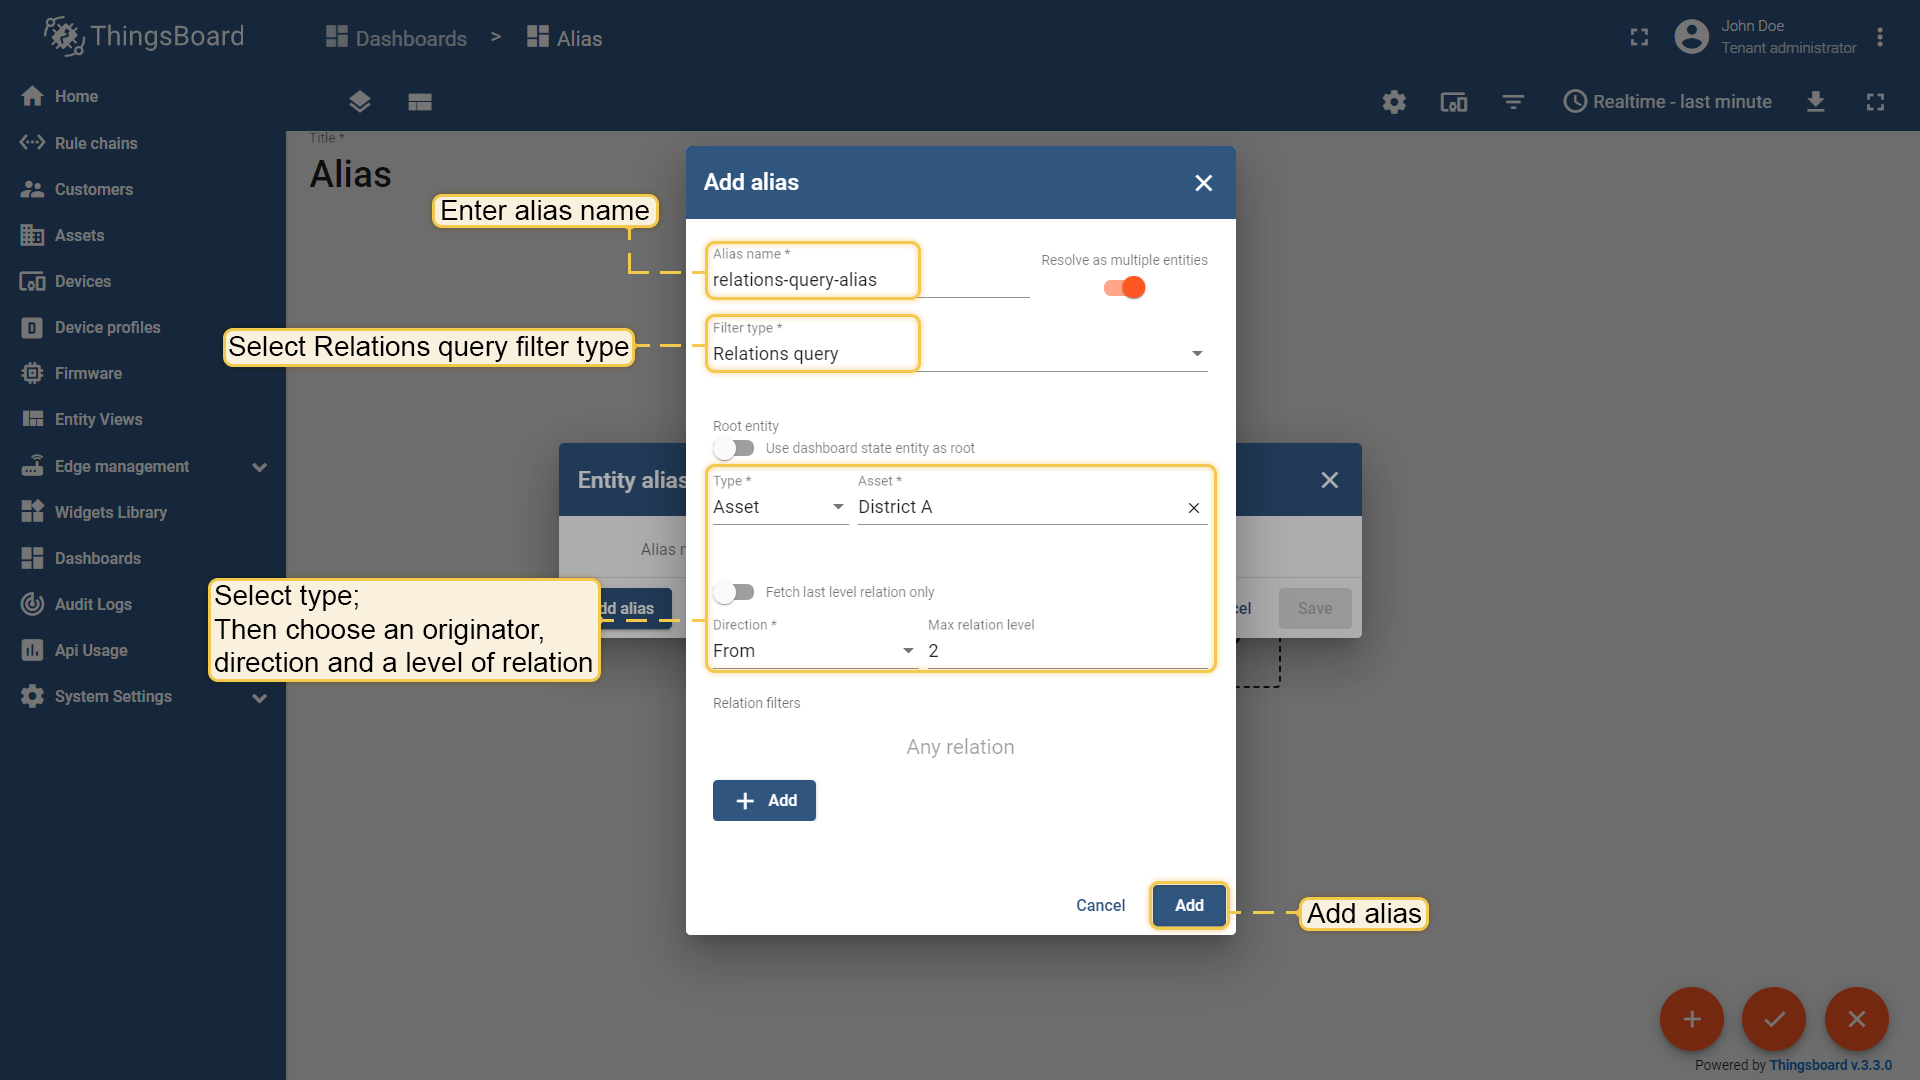 ThingsBoard
Dashboards > Alias
John Doe
Tenant administrator
Realtime - last minute
Home
Rule chains
Customers
Assets
Devices
Device profiles
Firmware
Entity Views
Edge management
Widgets Library
Dashboards
Audit Logs
Api Usage
System Settings
Title *
Alias
Enter alias name
Select Relations query filter type
Select type;
Then choose an originator,
direction and a level of relation
Add alias
Alias name *
relations-query-alias
Resolve as multiple entities
Filter type *
Relations query
Root entity
Use dashboard state entity as root
Type *
Asset
Asset *
District A
Fetch last level relation only
Direction *
From
Max relation level
2
Relation filters
Any relation
Add
Cancel
Add
Add alias
Entity alias
Alias n
dd alias
cel
Save
Powered by Thingsboard v.3.3.0